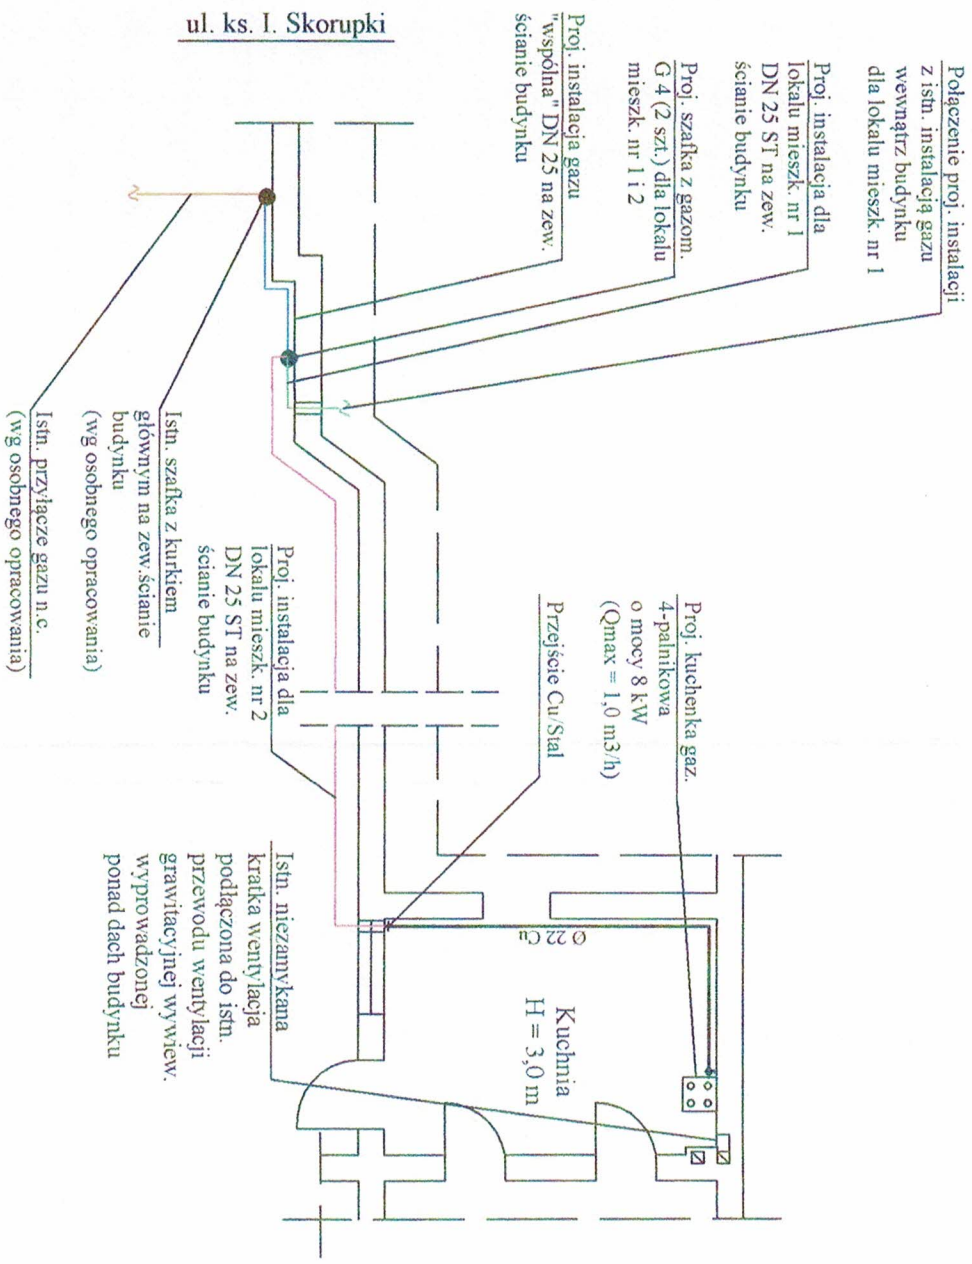 ul. ks. I. Skorupki
Połączenie proj. instalacji
z istn. instalacją gazu
wewnątrz budynku
dla lokalu mieszk. nr 1
Proj. instalacja dla
lokalu mieszk. nr 1
DN 25 ST na zew.
ścianie budynku
Proj. szafka z gazom.
G 4 (2 szt.) dla lokalu
mieszk. nr 1 i 2
Proj. instalacja gazu
"wspólna" DN 25 na zew.
ścianie budynku
Proj. kuchenka gaz.
4-palnikowa
o mocy 8 kW
(Qmax = 1,0 m3/h)
Przejście Cu/Stal
Ø 22 Cu
Kuchnia
H = 3,0 m
Istn. szafka z kurkiem
głównym na zew.ścianie
budynku
(wg osobnego opracowania)
Istn. przyłącze gazu n.c.
(wg osobnego opracowania)
Proj. instalacja dla
lokalu mieszk. nr 2
DN 25 ST na zew.
ścianie budynku
Istn. niezamykana
kratka wentylacja
podłączona do istn.
przewodu wentylacji
grawitacyjnej wywiew.
wyprowadzonej
ponad dach budynku